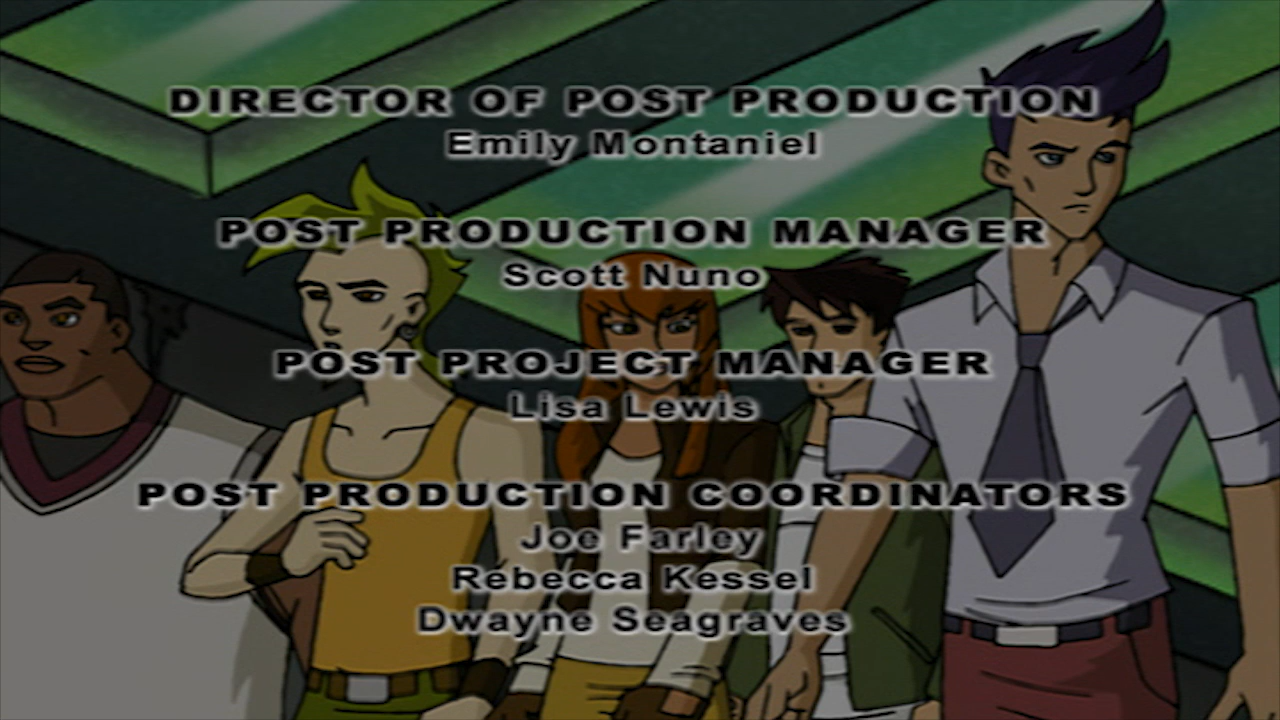 DIRECTOR OF POST PRODUCTION
Emily Montaniel
POST PRODUCTION MANAGER
Scott Nuno
POST PROJECT MANAGER
Lisa Lewis
POST PRODUCTION COORDINATORS
Joe Farley
Rebecca Kessel
Dwayne Seagraves